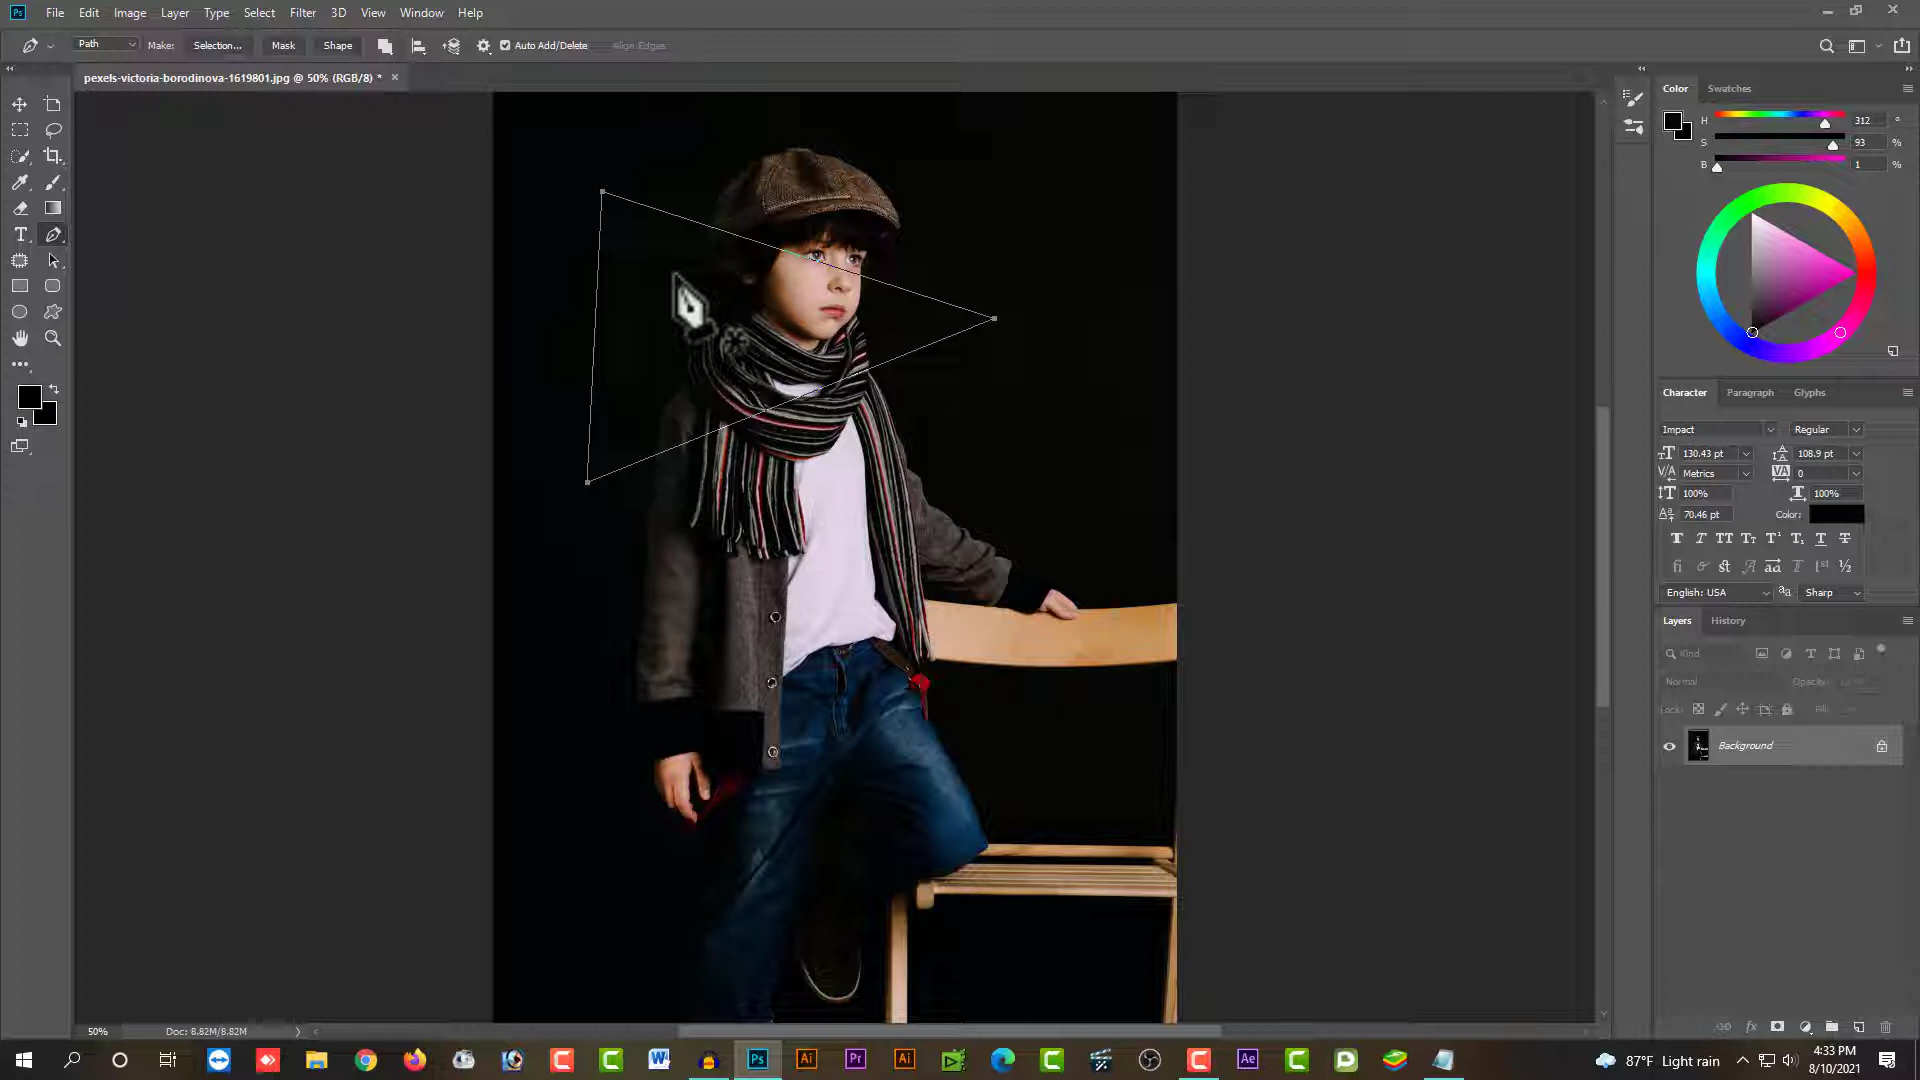 Ps File Edit Image Layer Type Select Filter 3D View Window Help
Path Make: Selection... Mask Shape Auto Add/Delete Align Edges
pexels-victoria-borodinova-1619801.jpg @ 50% (RGB/8) *
Color Swatches
H 312 °
S 93 %
B 1 %
Character Paragraph Glyphs
Impact Regular
130.43 pt 108.9 pt
Metrics 0
100% 100%
70.46 pt Color:
English: USA aa Sharp
Layers History
Kind
Normal Opacity:
Lock: Fill:
Background
50% Doc: 8.82M/8.82M
87°F Light rain
4:33 PM
8/10/2021